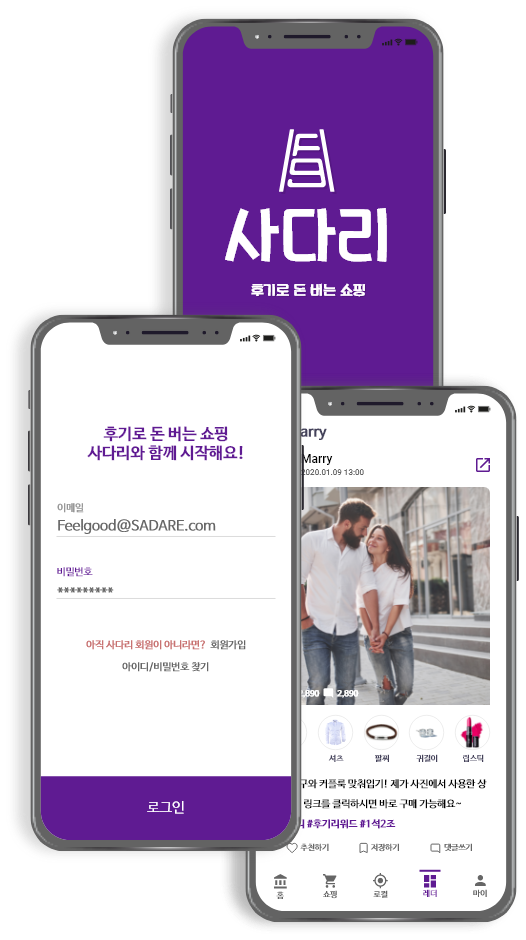 사다리
후기로 돈 버는 쇼핑
후기로 돈 버는 쇼핑
사다리와 함께 시작해요!
이메일
Feelgood@SADARE.com
비밀번호
*********
아직 사다리 회원이 아니라면? 회원가입
아이디/비밀번호 찾기
로그인
arry
Marry
2020.01.09 13:00
,890 2,890
셔츠 팔찌 귀걸이 립스틱
구와 커플룩 맞춰입기! 제가 사진에서 사용한 상
링크를 클릭하시면 바로 구매 가능해요~
#후기리워드 #1석2조
추천하기 저장하기 댓글쓰기
홈 쇼핑 로컬 레더 마이